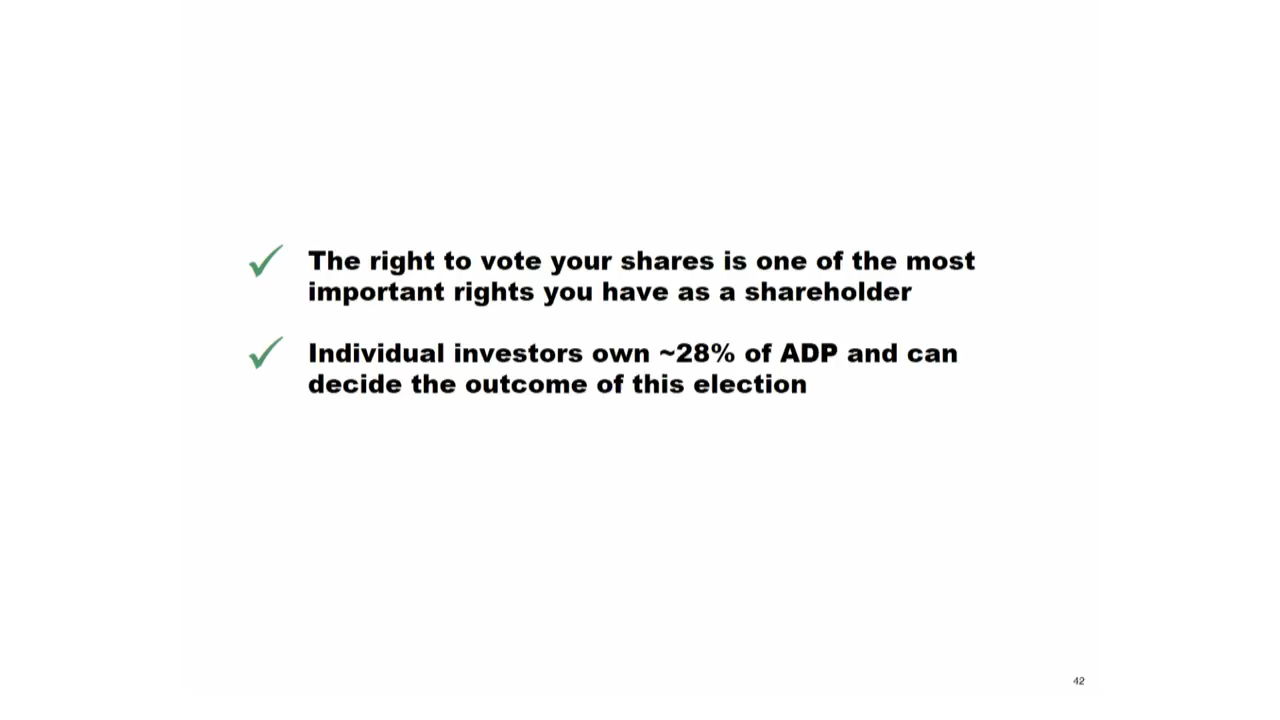 The right to vote your shares is one of the most
important rights you have as a shareholder
Individual investors own ~28% of ADP and can
decide the outcome of this election
42